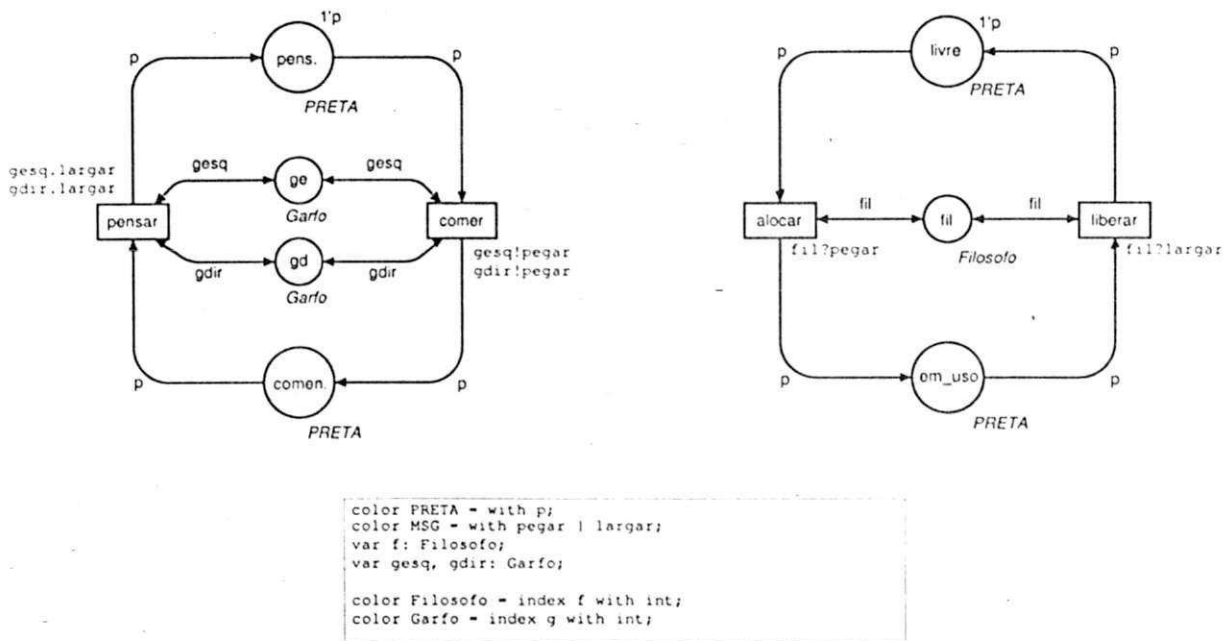 1'p
p
pens.
p
PRETA
gesq.largar
gdir.largar
gesq
ge
gesq
Garfo
pensar
comer
gd
gdir
gdir
Garfo
gesq!pegar
gdir!pegar
p
comen.
p
PRETA
1'p
p
livre
p
PRETA
fil
fil
alocar
fil
liberar
fil?pegar
Filosofo
fil?largar
p
em_uso
p
PRETA
color PRETA = with p;
color MSG = with pegar | largar;
var f: Filosofo;
var gesq, gdir: Garfo;
color Filosofo = index f with int;
color Garfo = index g with int;